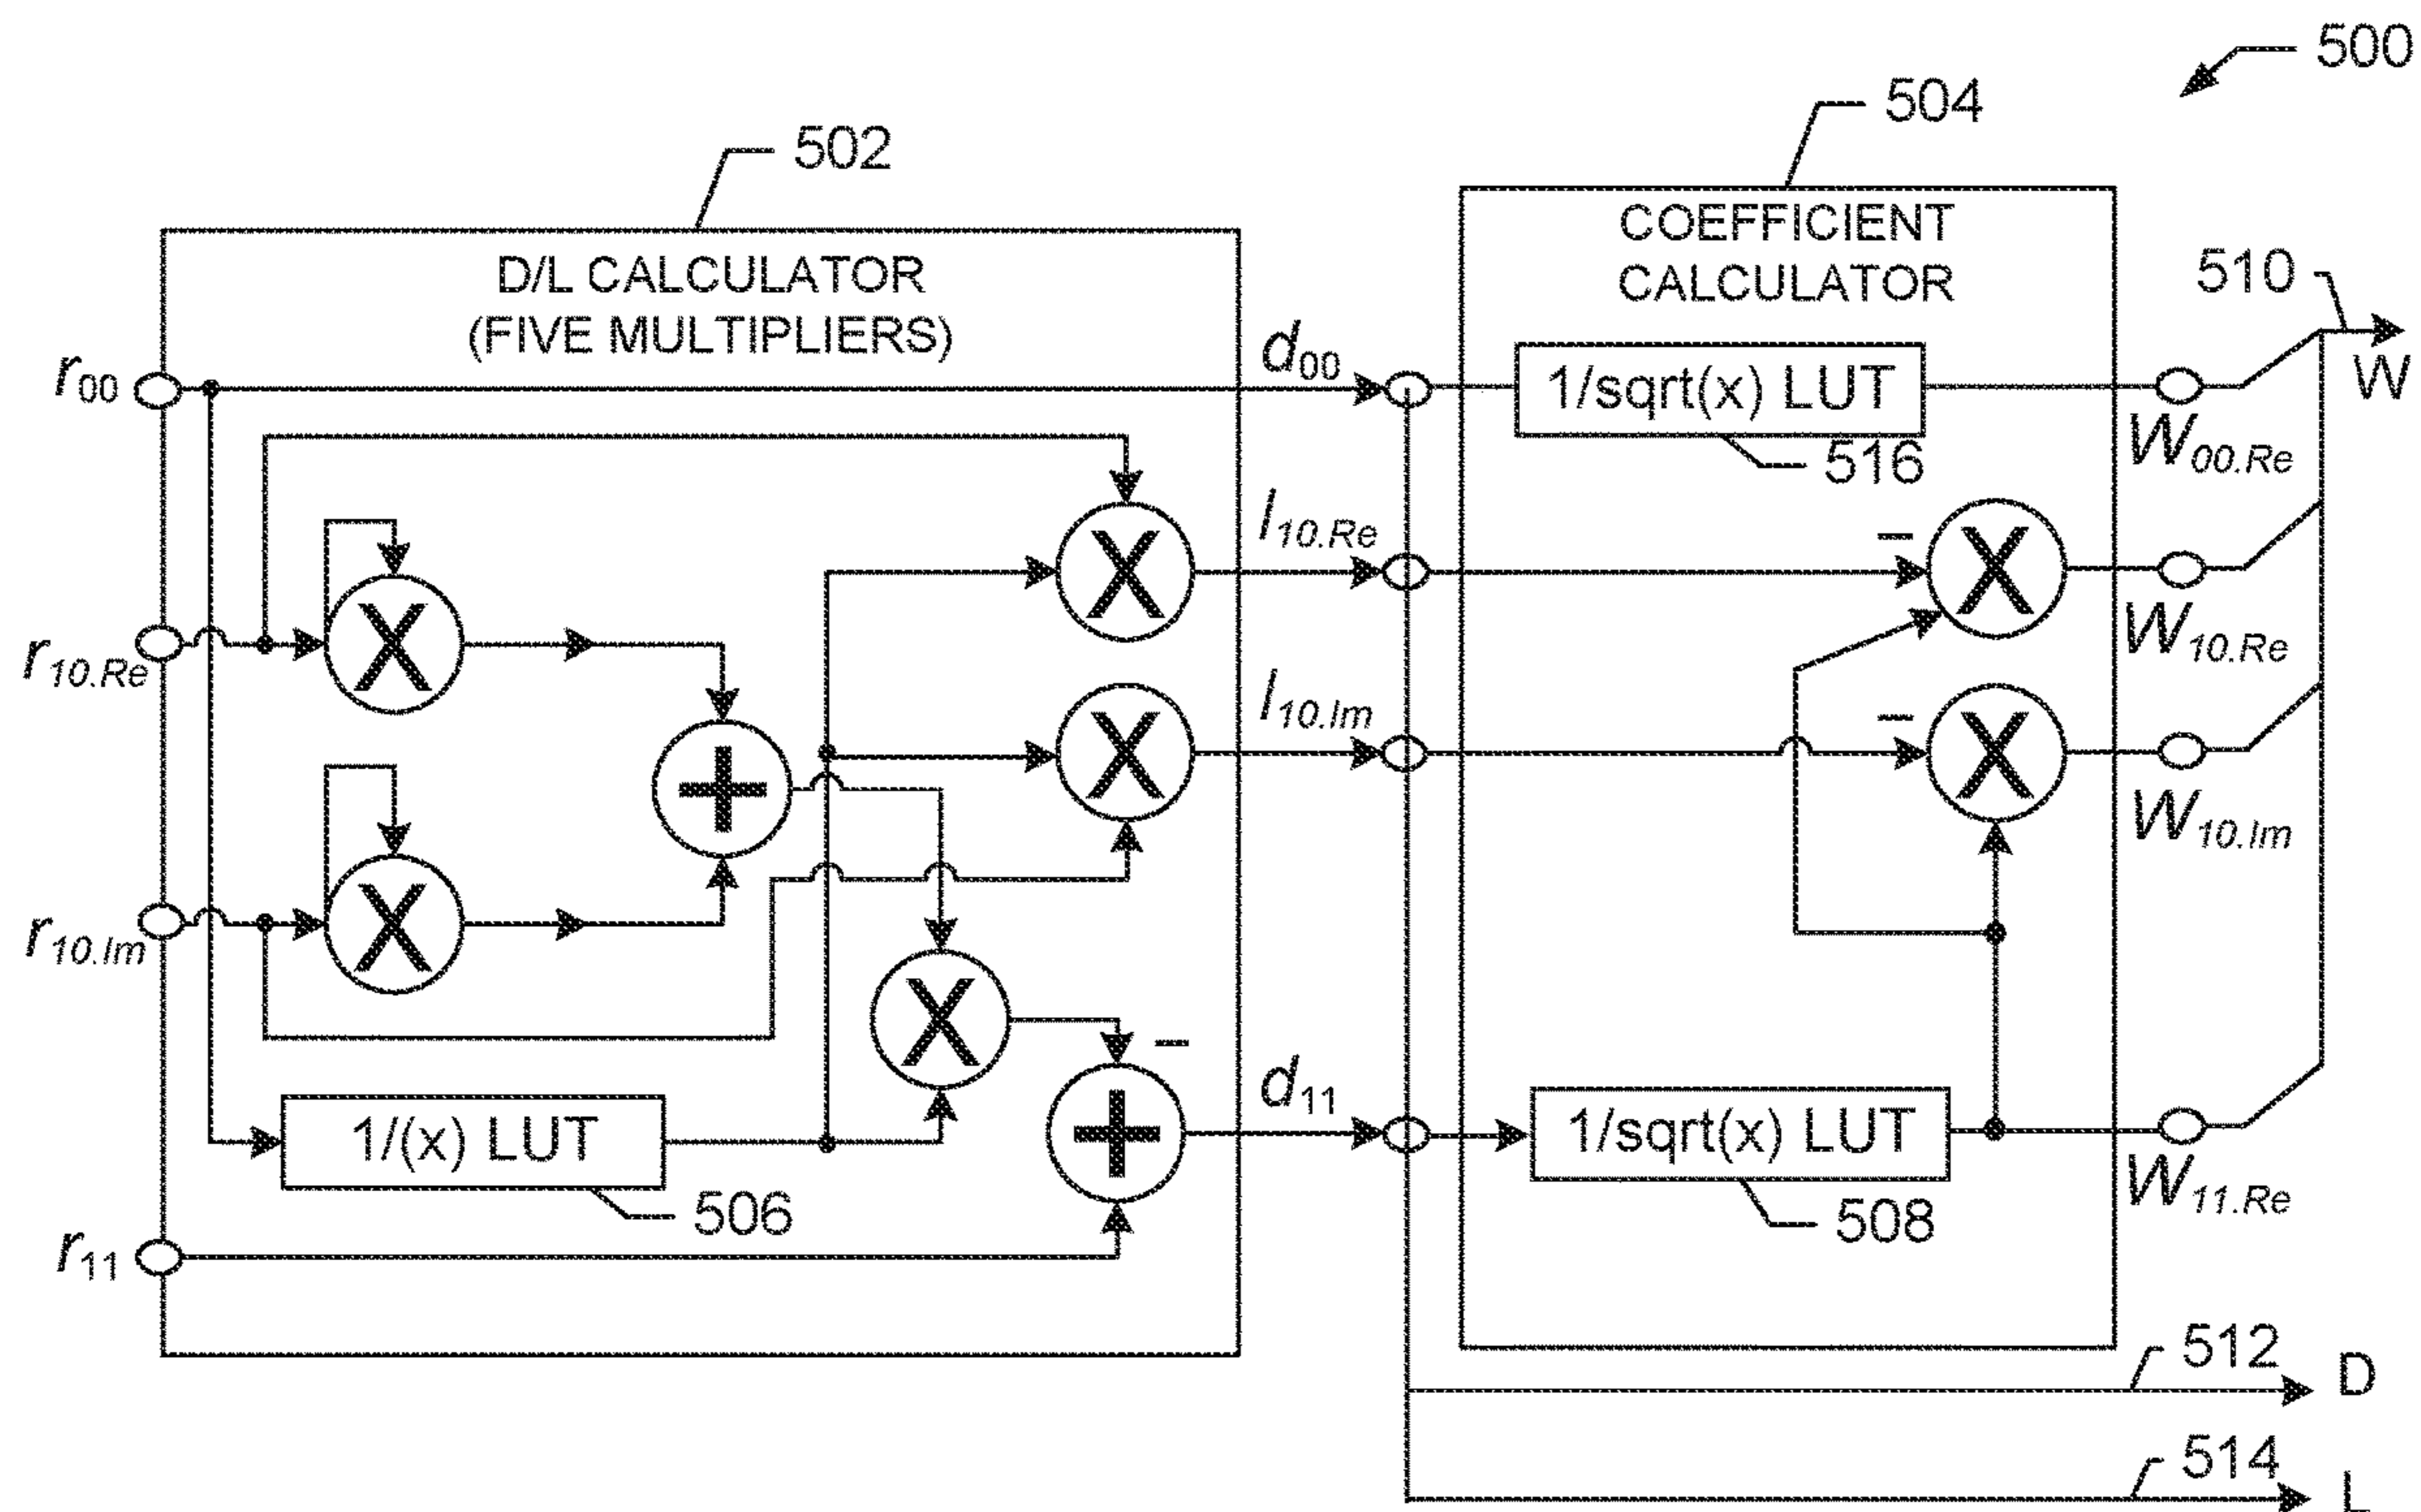 500
504
502
COEFFICIENT
CALCULATOR
D/L CALCULATOR
(FIVE MULTIPLIERS)
510
W
r00
d00
1/sqrt(x) LUT
516
W00.Re
l10.Re
–
X
X
X
r10.Re
W10.Re
l10.Im
–
X
X
+
W10.Im
X
r10.Im
X
–
d11
1/(x) LUT
+
1/sqrt(x) LUT
506
508
W11.Re
r11
512
D
514
L